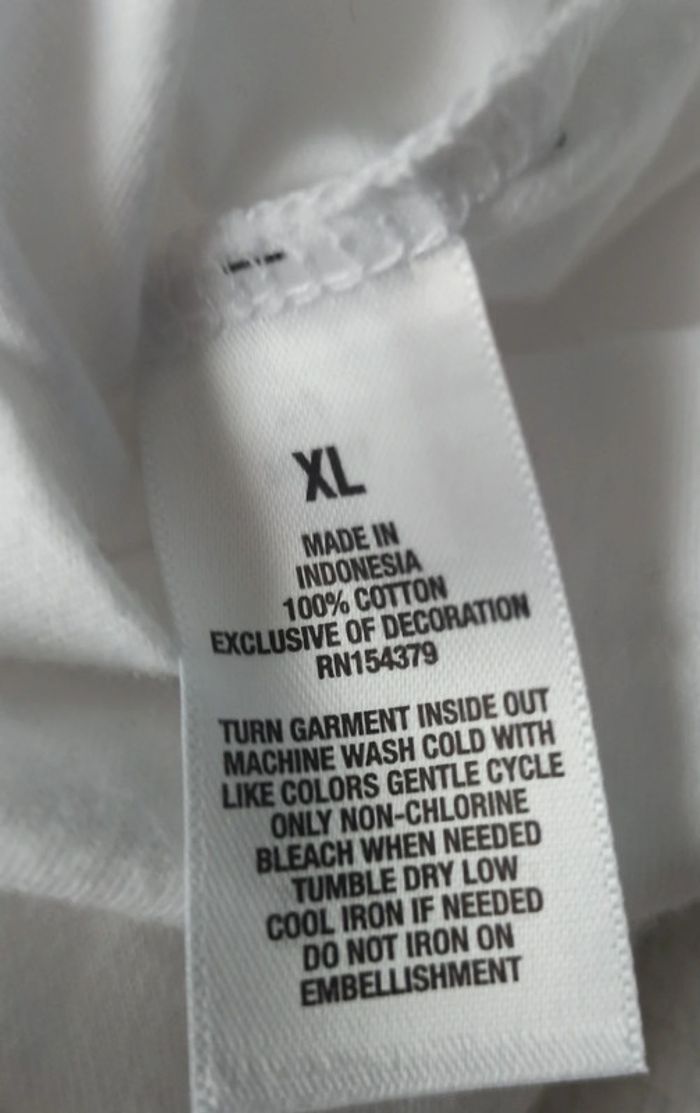 XL
MADE IN
INDONESIA
100% COTTON
EXCLUSIVE OF DECORATION
RN154379
TURN GARMENT INSIDE OUT
MACHINE WASH COLD WITH
LIKE COLORS GENTLE CYCLE
ONLY NON-CHLORINE
BLEACH WHEN NEEDED
TUMBLE DRY LOW
COOL IRON IF NEEDED
DO NOT IRON ON
EMBELLISHMENT